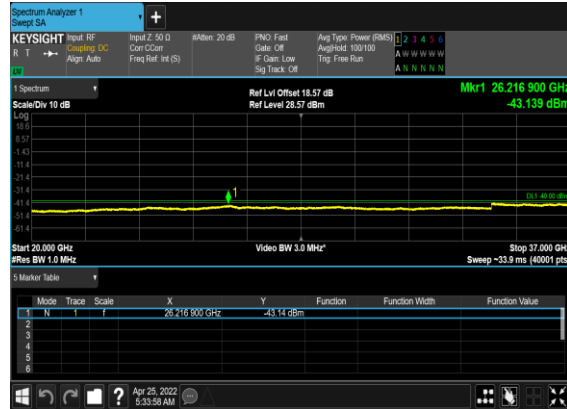 Spectrum Analyzer 1
Swept SA
+
KEYSIGHT Input: RF Input Z: 50 Ω #Atten: 20 dB PNO: Fast Avg Type: Power (RMS) 1 2 3 4 5 6
R T Coupling: DC Corr CCorr Gate: Off Avg|Hold: 100/100 A W W W W W
Align: Auto Freq Ref: Int (S) IF Gain: Low Trig: Free Run
Sig Track: Off A N N N N N
1 Spectrum Ref Lvl Offset 18.57 dB Mkr1 26.216 900 GHz
Scale/Div 10 dB Ref Level 28.57 dBm -43.139 dBm
Log
18.6
8.57
-1.43
-11.4
-21.4
-31.4 1
DL1 -40.00 dBm
-41.4
-51.4
-61.4
Start 20.000 GHz Video BW 3.0 MHz* Stop 37.000 GHz
#Res BW 1.0 MHz Sweep ~33.9 ms (40001 pts)
5 Marker Table
Mode Trace Scale X Y Function Function Width Function Value
1 N 1 f 26.216 900 GHz -43.14 dBm
2
3
4
5
6
? Apr 25, 2022
5:33:58 AM